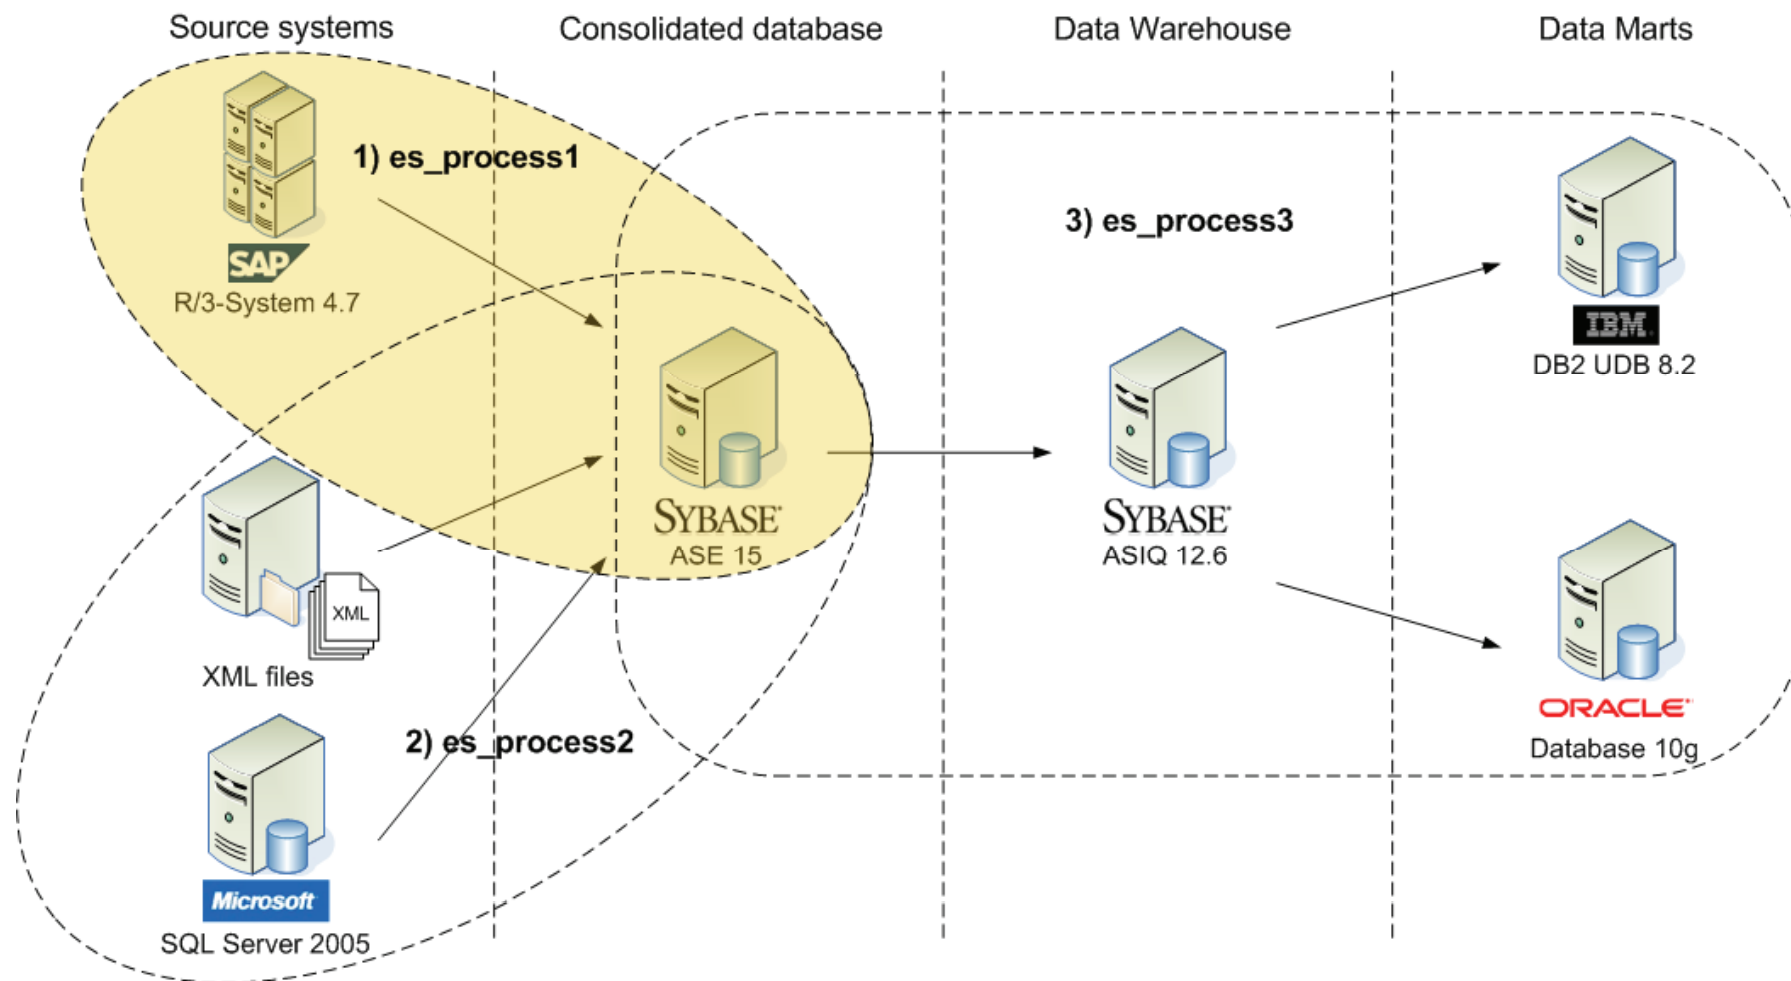 Source systems
Consolidated database
Data Warehouse
Data Marts
1) es_process1
SAP
R/3-System 4.7
3) es_process3
IBM
DB2 UDB 8.2
SYBASE
ASE 15
SYBASE
ASIQ 12.6
XML
XML files
2) es_process2
ORACLE
Database 10g
Microsoft
SQL Server 2005